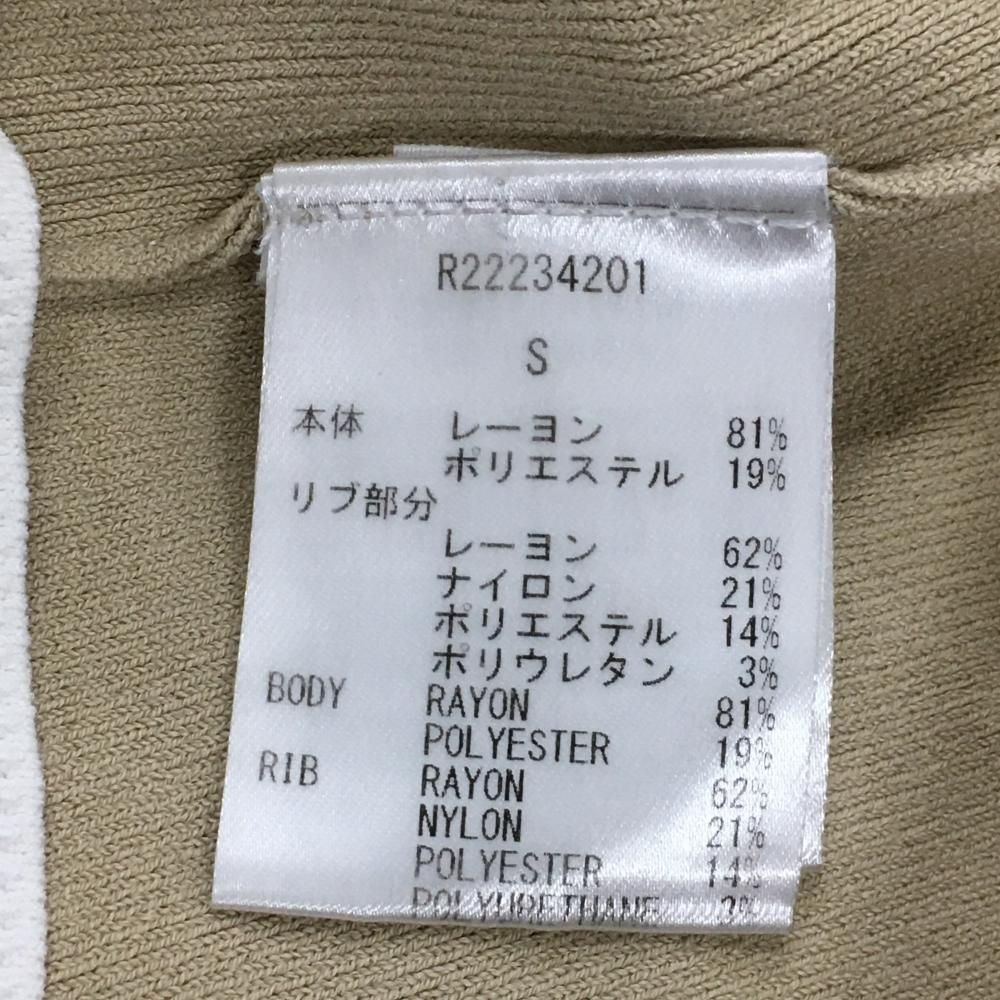 R22234201
S
本体 レーヨン 81%
ポリエステル 19%
リブ部分
レーヨン 62%
ナイロン 21%
ポリエステル 14%
ポリウレタン 3%
BODY RAYON 81%
POLYESTER 19%
RIB RAYON 62%
NYLON 21%
POLYESTER 14%
POLYURETHANE 3%